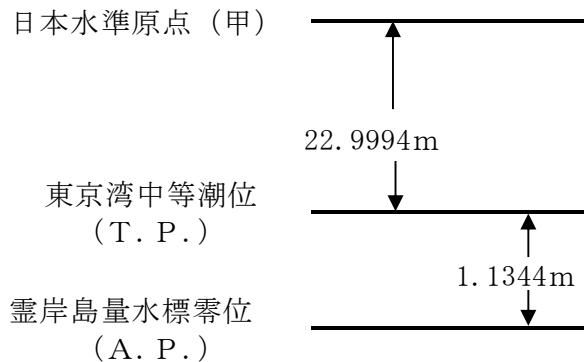 日本水準原点（甲）
22.9994m
東京湾中等潮位
（T.P.）
1.1344m
霊岸島量水標零位
（A.P.）